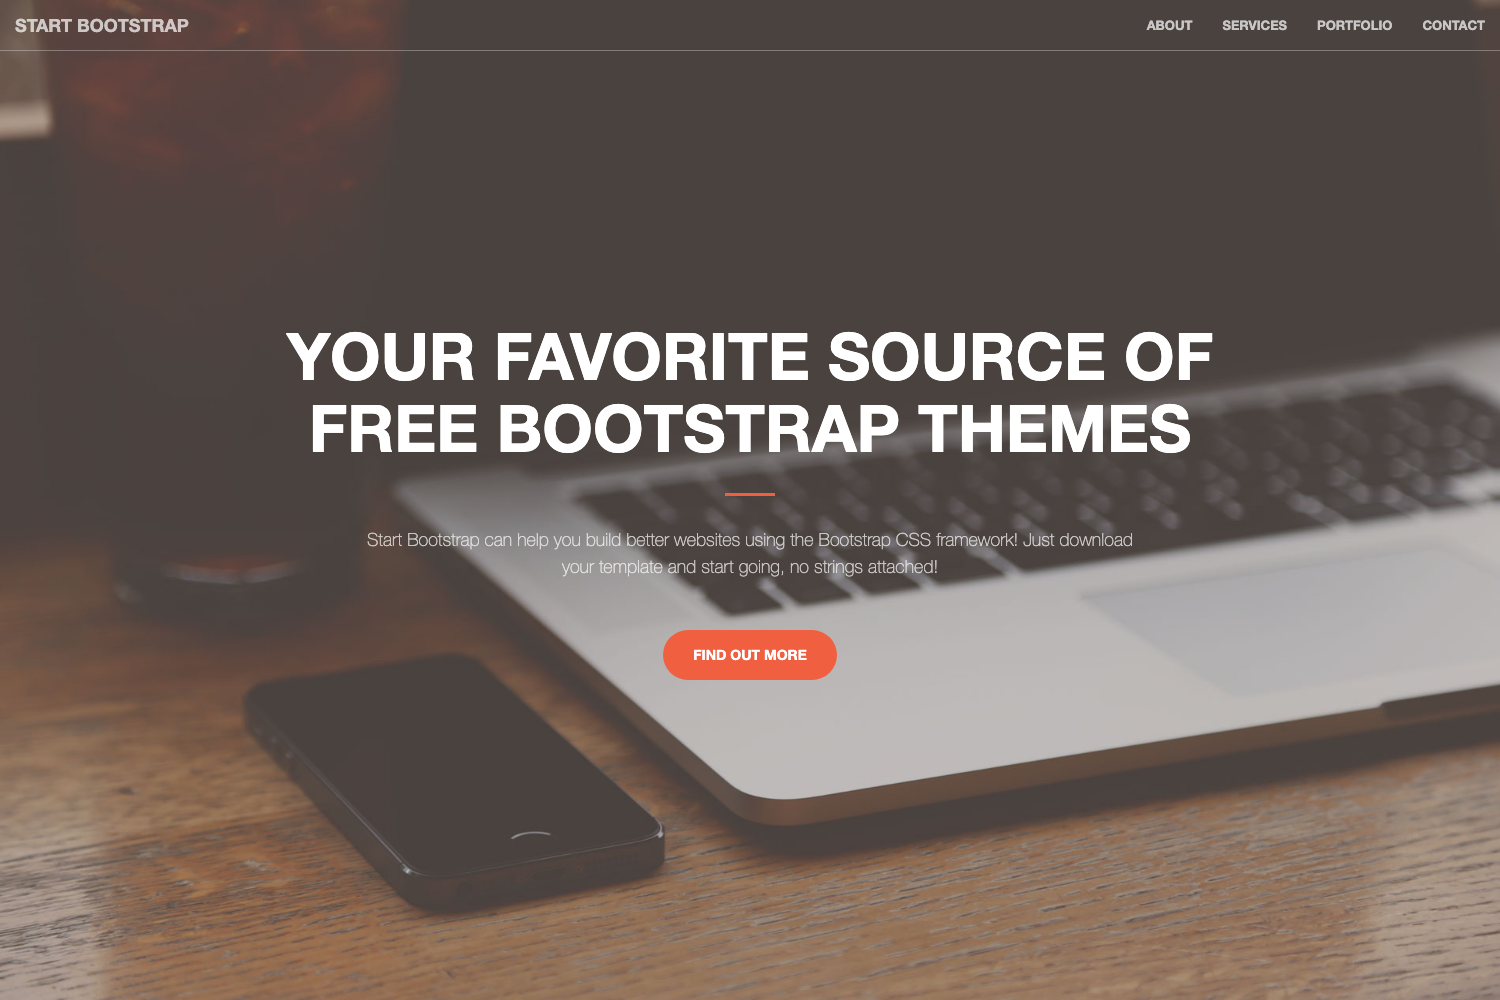 START BOOTSTRAP
ABOUT SERVICES PORTFOLIO CONTACT
YOUR FAVORITE SOURCE OF
FREE BOOTSTRAP THEMES
Start Bootstrap can help you build better websites using the Bootstrap CSS framework! Just download
your template and start going, no strings attached!
FIND OUT MORE